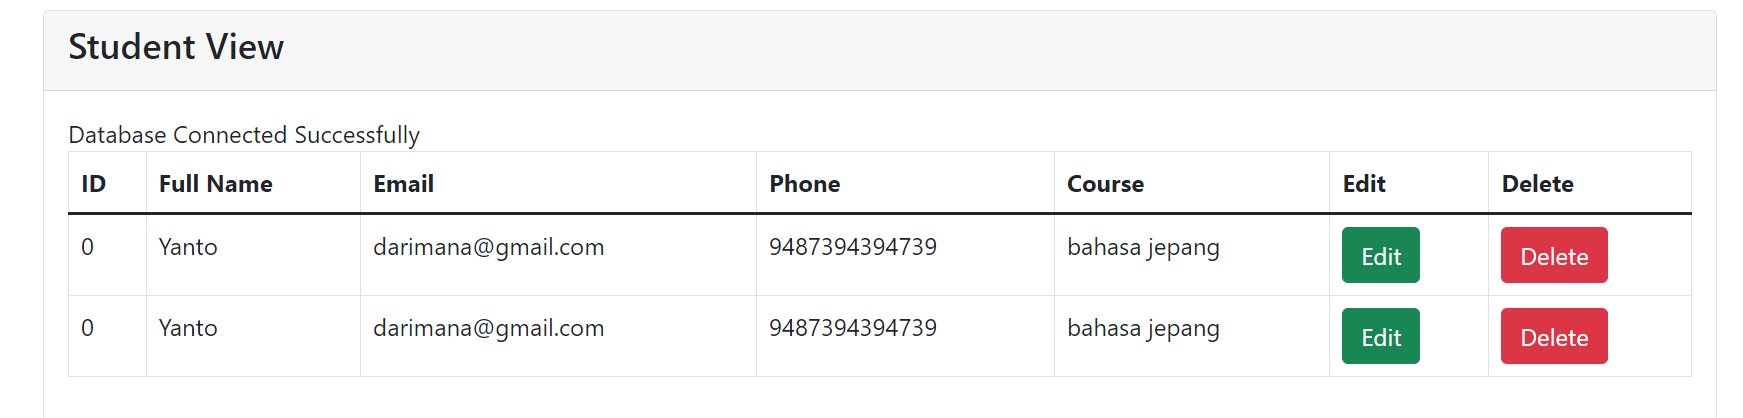 Student View
Database Connected Successfully
ID Full Name Email Phone Course Edit Delete
0 Yanto darimana@gmail.com 9487394394739 bahasa jepang Edit Delete
0 Yanto darimana@gmail.com 9487394394739 bahasa jepang Edit Delete